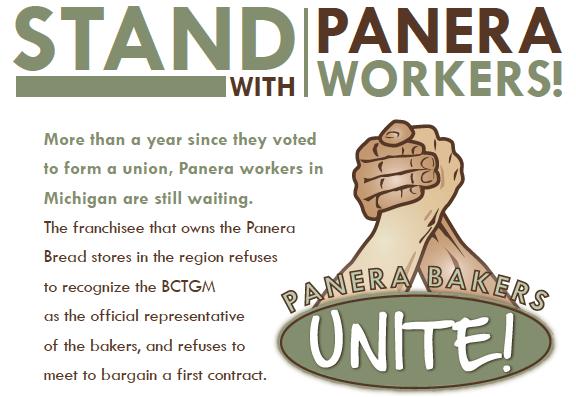 STAND
WITH
PANERA
WORKERS!
More than a year since they voted
to form a union, Panera workers in
Michigan are still waiting.
The franchisee that owns the Panera
Bread stores in the region refuses
to recognize the BCTGM
as the official representative
of the bakers, and refuses to
meet to bargain a first contract.
PANERA BAKERS
UNITE!